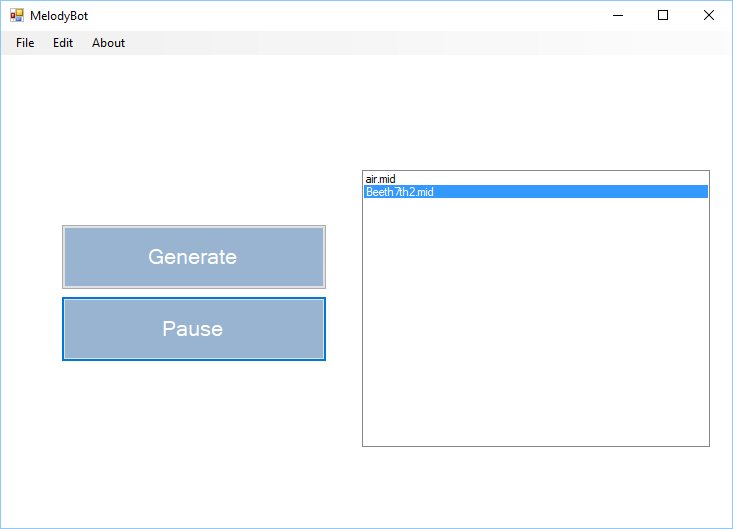 MelodyBot
File Edit About
air.mid
Beeth7th2.mid
Generate
Pause